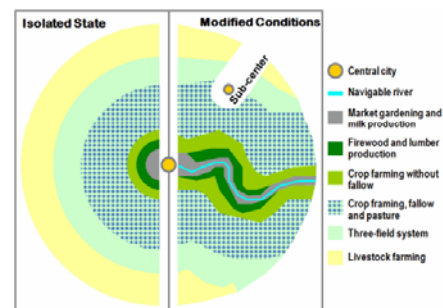 Isolated State
Modified Conditions
Sub-center
Central city
Navigable river
Market gardening and
milk production
Firewood and lumber
production
Crop farming without
fallow
Crop framing, fallow
and pasture
Three-field system
Livestock farming